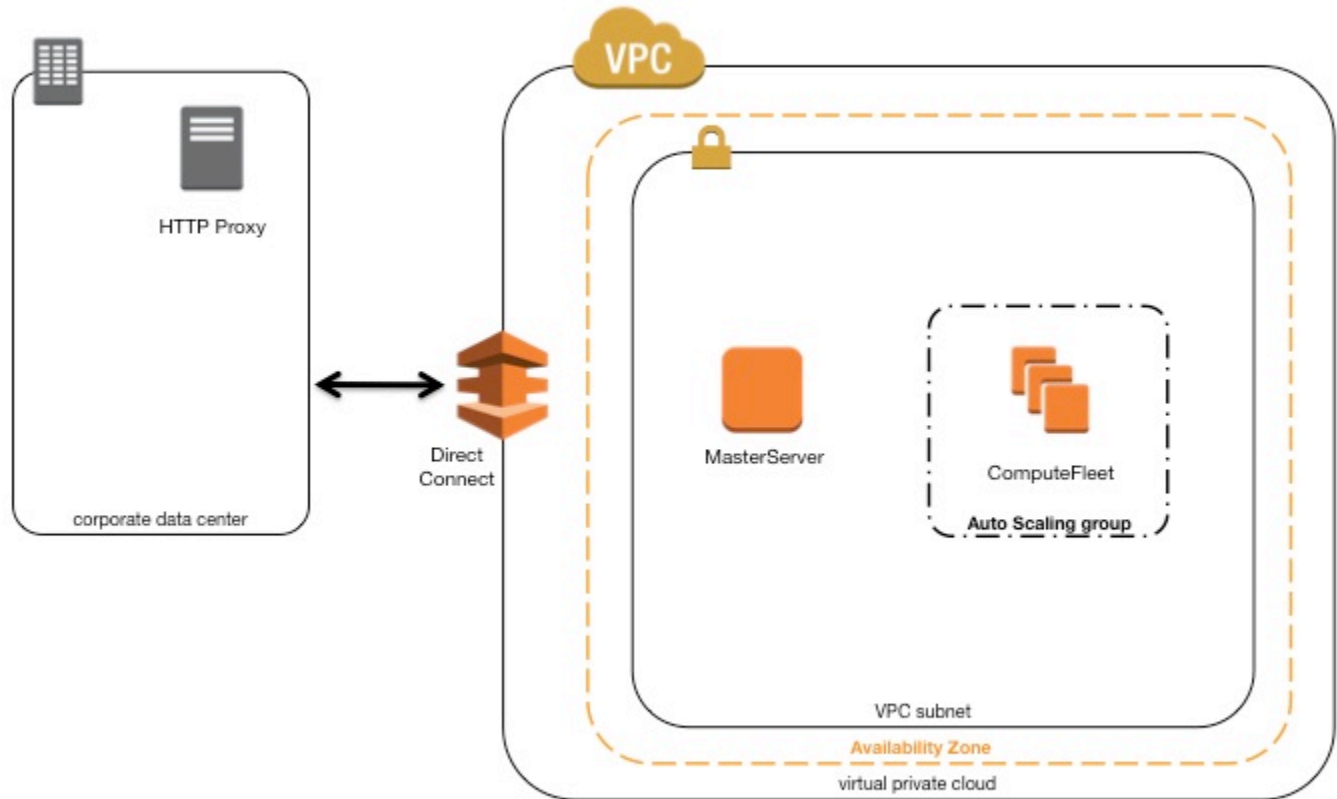 VPC
HTTP Proxy
Direct
Connect
MasterServer
ComputeFleet
Auto Scaling group
corporate data center
VPC subnet
Availability Zone
virtual private cloud